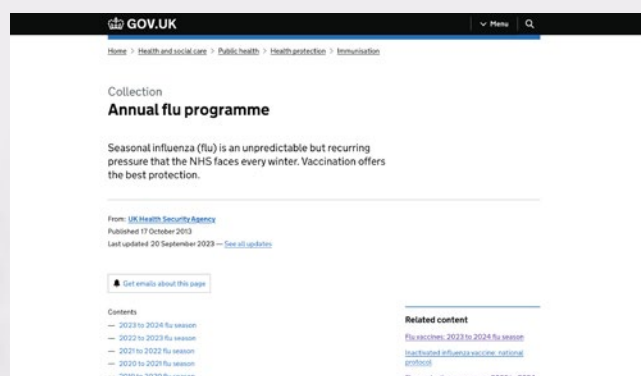 GOV.UK
Menu
Home > Health and social care > Public health > Health protection > Immunisation
Collection
Annual flu programme
Seasonal influenza (flu) is an unpredictable but recurring
pressure that the NHS faces every winter. Vaccination offers
the best protection.
From: UK Health Security Agency
Published 17 October 2013
Last updated 20 September 2023 — See all updates
Get emails about this page
Contents
— 2023 to 2024 flu season
— 2022 to 2023 flu season
— 2021 to 2022 flu season
— 2020 to 2021 flu season
Related content
Flu vaccines: 2023 to 2024 flu season
Inactivated influenza vaccine: national
protocol